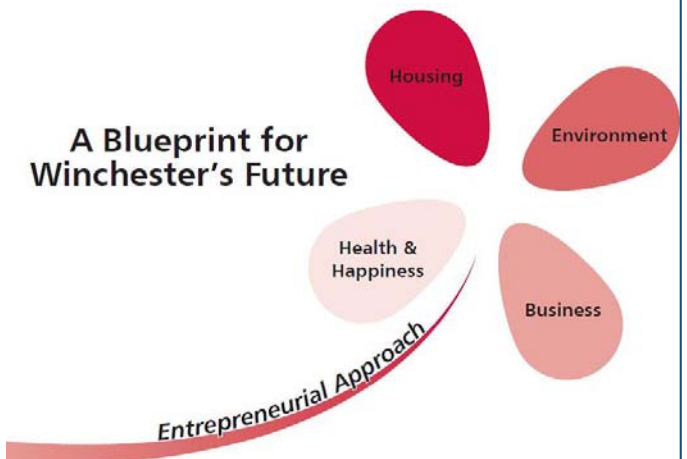 A Blueprint for
Winchester's Future
Housing
Environment
Health &
Happiness
Business
Entrepreneurial Approach